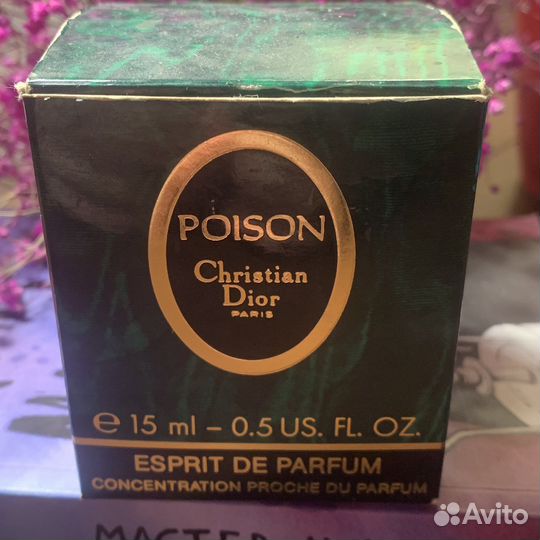 POISON
Christian
Dior
PARIS
e 15 ml – 0.5 US. FL. OZ.
ESPRIT DE PARFUM
CONCENTRATION PROCHE DU PARFUM
МАСТЕР
Avito